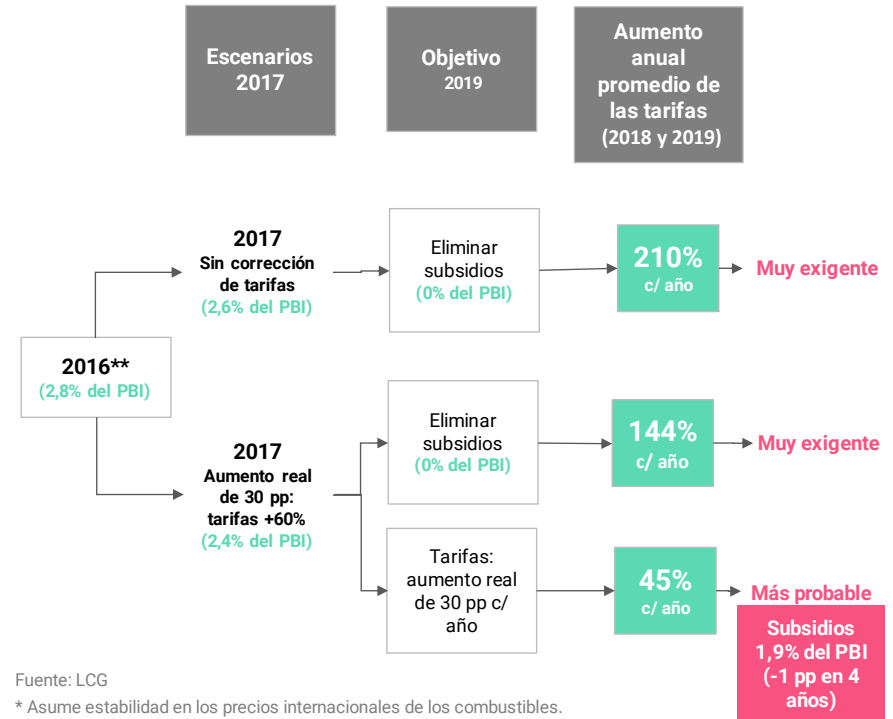 Escenarios
2017
Objetivo
2019
Aumento
anual
promedio de
las tarifas
(2018 y 2019)
2017
Sin corrección
de tarifas
(2,6% del PBI)
Eliminar
subsidios
(0% del PBI)
210%
c/ año
Muy exigente
2016**
(2,8% del PBI)
2017
Aumento real
de 30 pp:
tarifas +60%
(2,4% del PBI)
Eliminar
subsidios
(0% del PBI)
144%
c/ año
Muy exigente
Tarifas:
aumento real
de 30 pp c/
año
45%
c/ año
Más probable
Subsidios
1,9% del PBI
(-1 pp en 4
años)
Fuente: LCG
* Asume estabilidad en los precios internacionales de los combustibles.